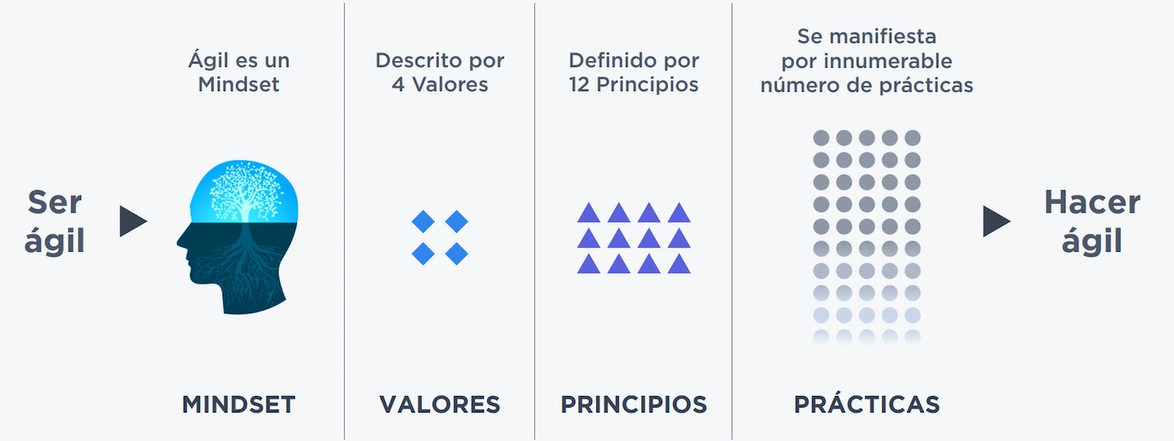 Ser
ágil
Ágil es un
Mindset
MINDSET
Descrito por
4 Valores
VALORES
Definido por
12 Principios
PRINCIPIOS
Se manifiesta
por innumerable
número de prácticas
PRÁCTICAS
Hacer
ágil